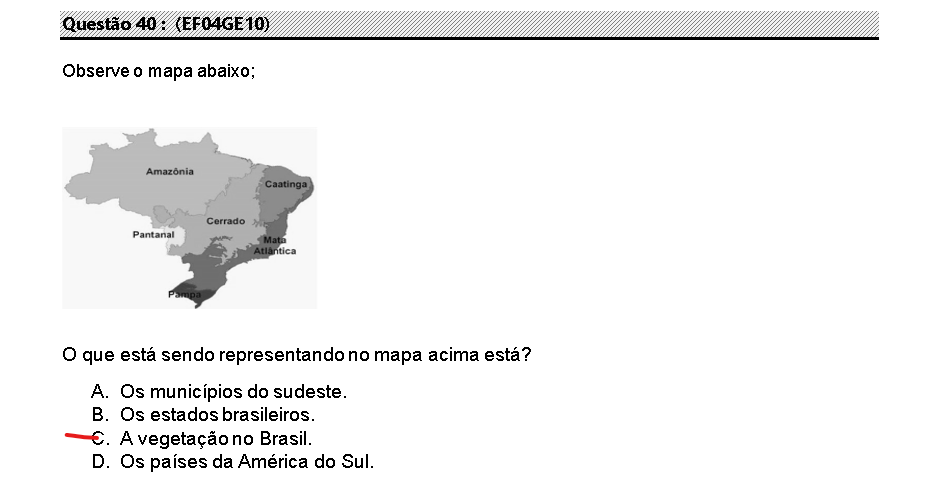 Questão 40 : (EF04GE10)
Observe o mapa abaixo;
Amazônia
Caatinga
Cerrado
Pantanal
Mata
Atlântica
Pampa
O que está sendo representando no mapa acima está?
A. Os municípios do sudeste.
B. Os estados brasileiros.
C. A vegetação no Brasil.
D. Os países da América do Sul.